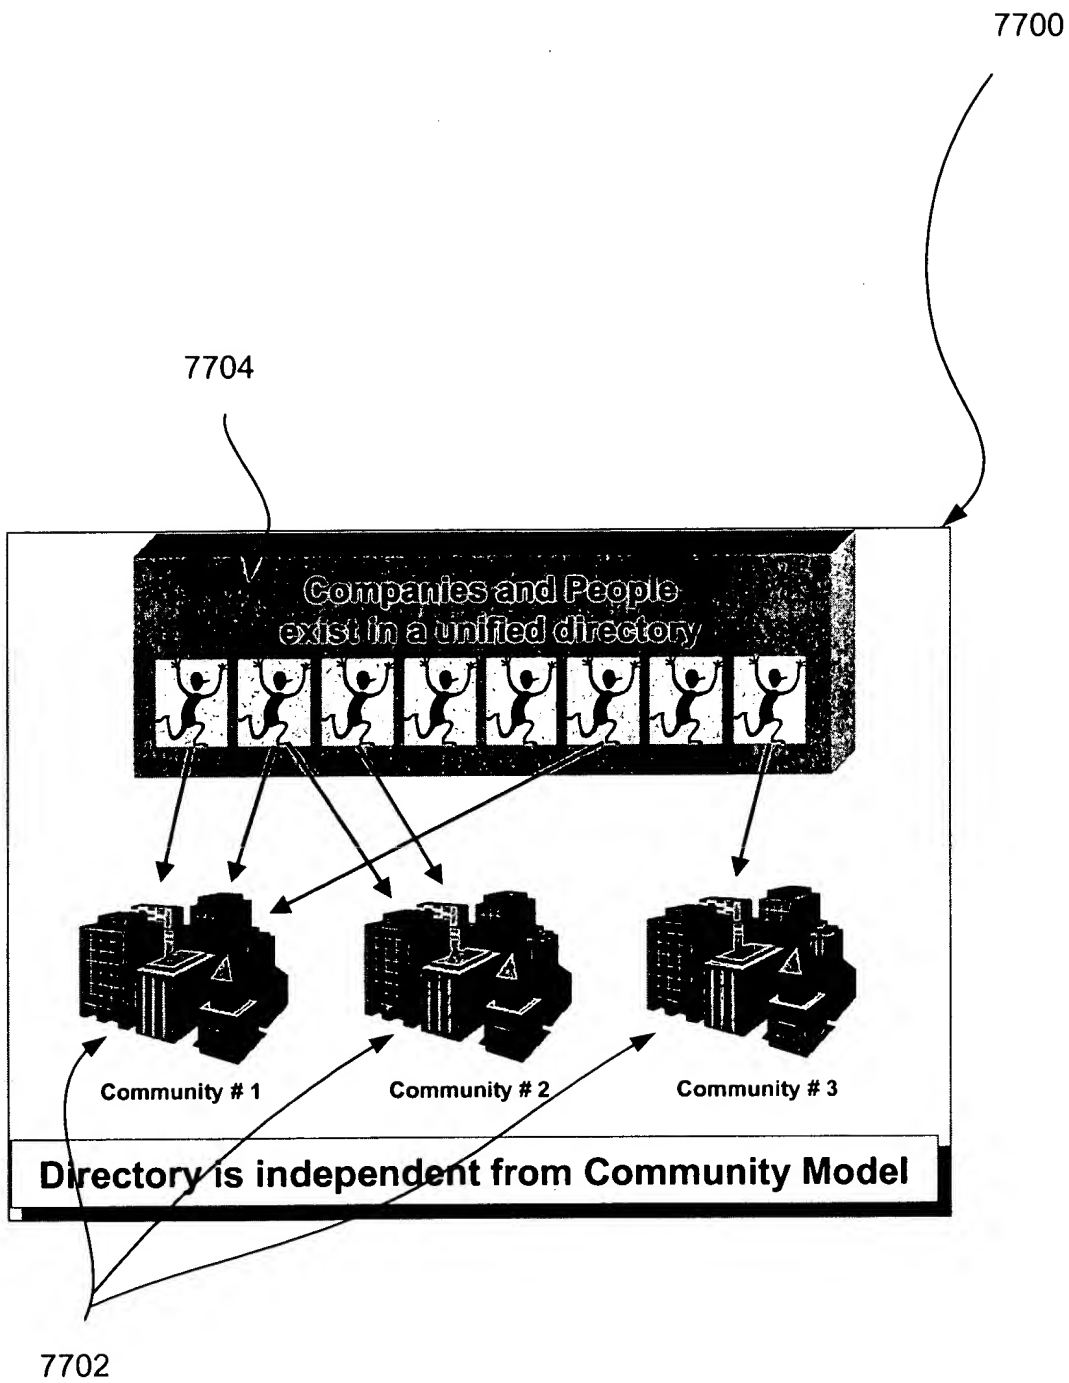 7700
7704
Companies and People
exist in a unified directory
Community # 1
Community # 2
Community # 3
Directory is independent from Community Model
7702